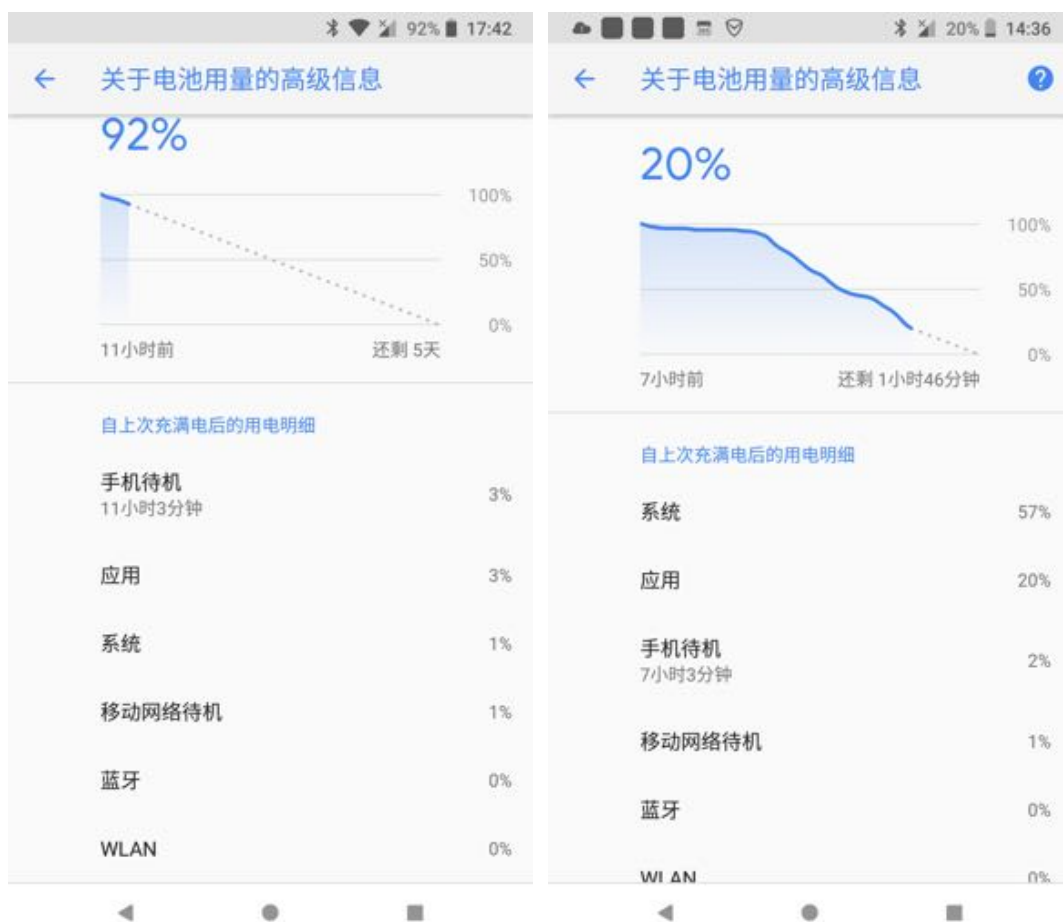 92% 17:42
关于电池用量的高级信息
92%
100%
50%
0%
11小时前 还剩 5天
自上次充满电后的用电明细
手机待机
11小时3分钟
3%
应用 3%
系统 1%
移动网络待机 1%
蓝牙 0%
WLAN 0%
20% 14:36
关于电池用量的高级信息 ?
20%
100%
50%
0%
7小时前 还剩 1小时46分钟
自上次充满电后的用电明细
系统 57%
应用 20%
手机待机
7小时3分钟
2%
移动网络待机 1%
蓝牙 0%
WLAN 0%